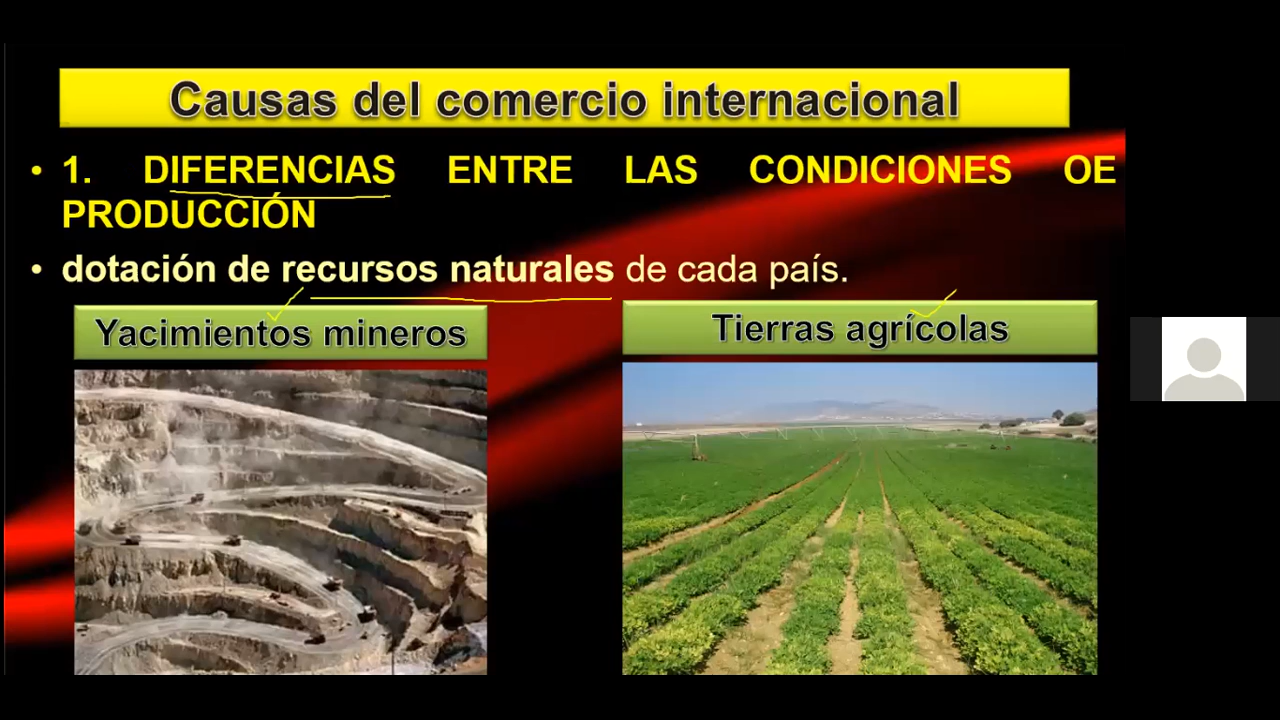 Causas del comercio internacional
• 1. DIFERENCIAS ENTRE LAS CONDICIONES OE
PRODUCCIÓN
• dotación de recursos naturales de cada país.
Yacimientos mineros
Tierras agrícolas